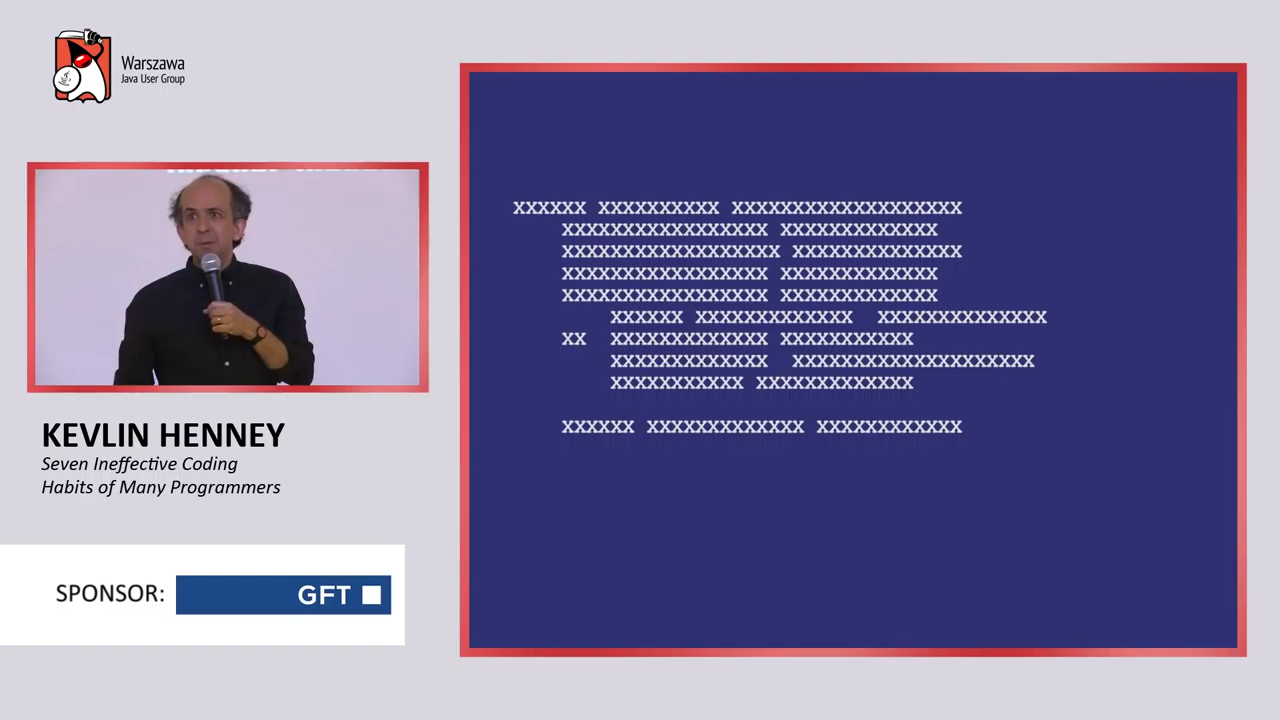 Warszawa
Java User Group
XXXXXX XXXXXXXXXX XXXXXXXXXXXXXXXXXXX
XXXXXXXXXXXXXXXXX XXXXXXXXXXXXX
XXXXXXXXXXXXXXXXXX XXXXXXXXXXXXXX
XXXXXXXXXXXXXXXXX XXXXXXXXXXXXX
XXXXXXXXXXXXXXXXX XXXXXXXXXXXXX
XXXXXX XXXXXXXXXXXXX XXXXXXXXXXXXXX
XX XXXXXXXXXXXXX XXXXXXXXXXX
XXXXXXXXXXXXX XXXXXXXXXXXXXXXXXXXX
XXXXXXXXXXX XXXXXXXXXXXXX
XXXXXX XXXXXXXXXXXXX XXXXXXXXXXXX
KEVLIN HENNEY
Seven Ineffective Coding
Habits of Many Programmers
SPONSOR: GFT